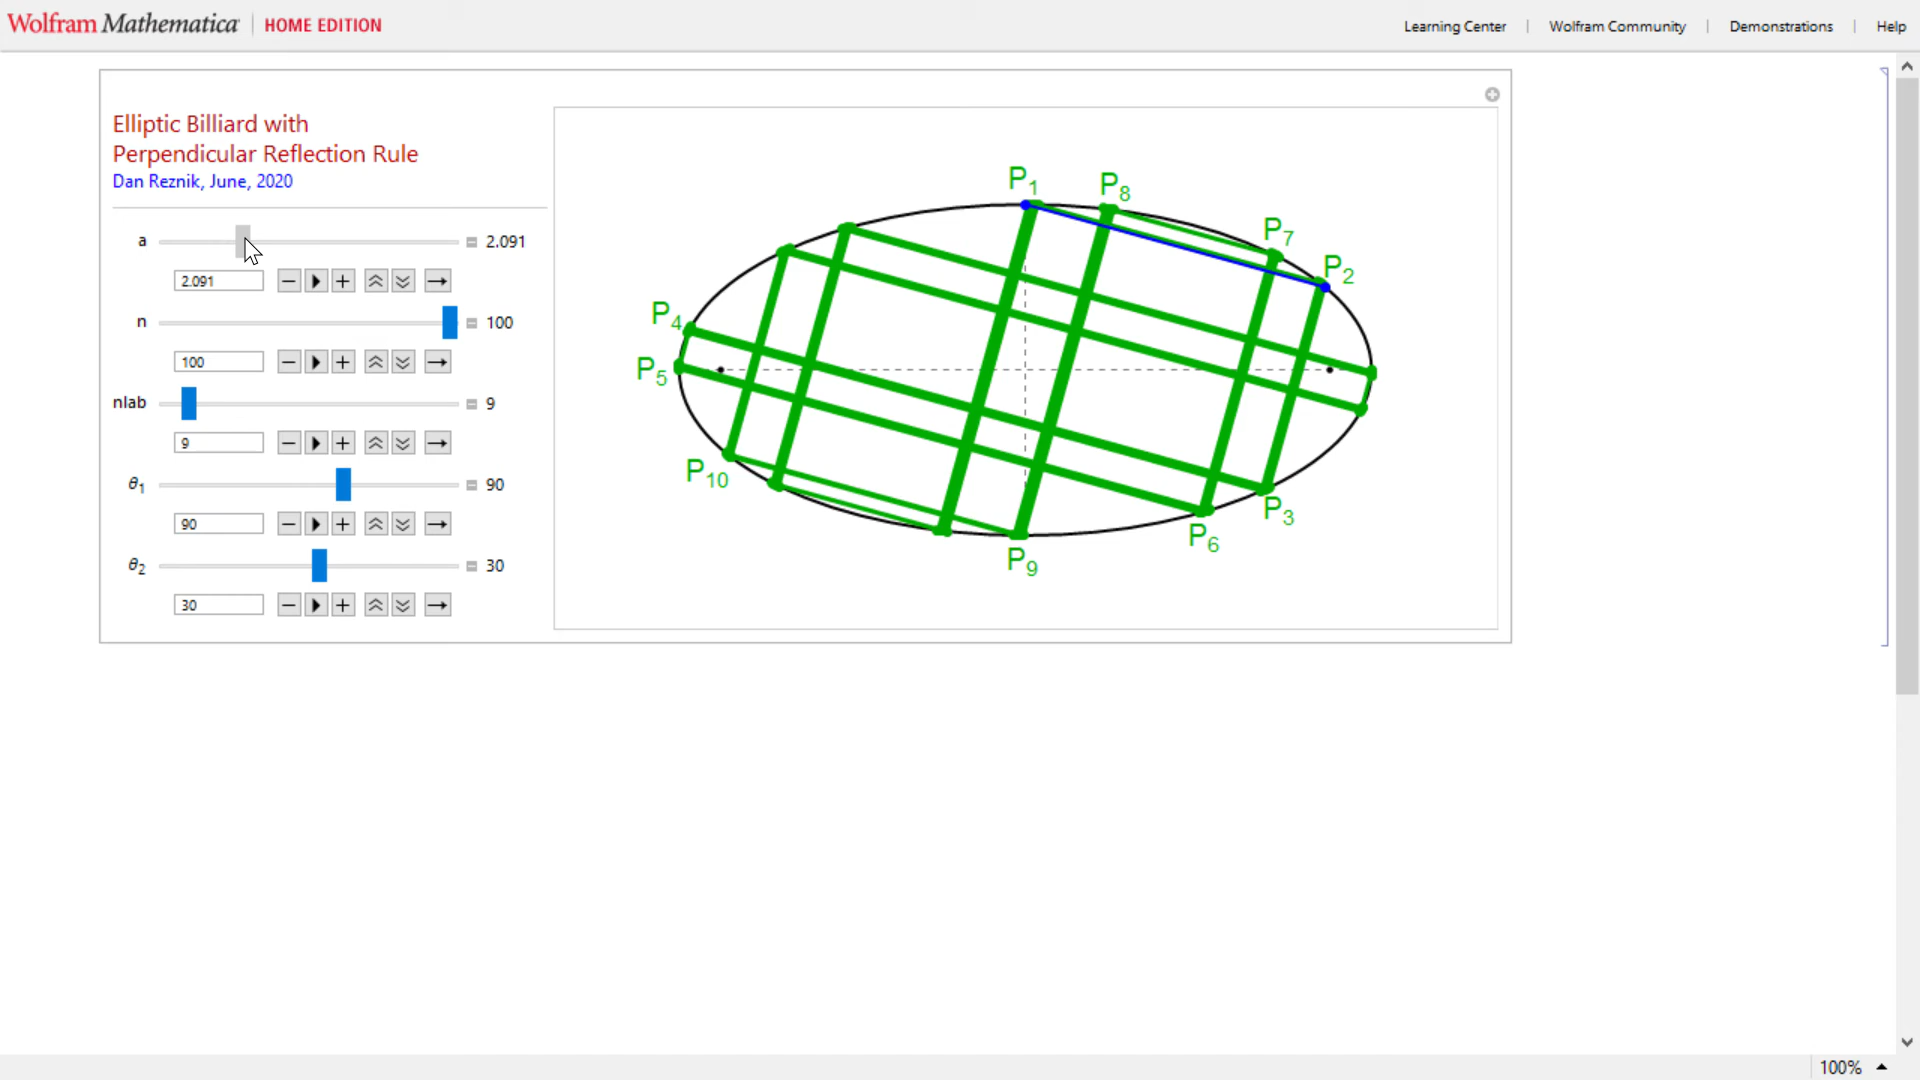 Wolfram Mathematica | HOME EDITION
Learning Center | Wolfram Community | Demonstrations | Help
Elliptic Billiard with
Perpendicular Reflection Rule
Dan Reznik, June, 2020
a 2.091
2.091
n 100
100
nlab 9
9
θ1 90
90
θ2 30
30
P1
P8
P7
P2
P4
P5
P10
P3
P6
P9
100%